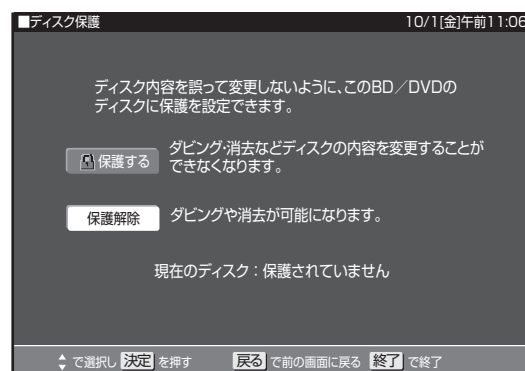 ■ディスク保護 10/1[金]午前11:06
ディスク内容を誤って変更しないように、このBD／DVDの
ディスクに保護を設定できます。
保護する ダビング・消去などディスクの内容を変更することが
できなくなります。
保護解除 ダビングや消去が可能になります。
現在のディスク：保護されていません
で選択し 決定 を押す 戻る で前の画面に戻る 終了 で終了